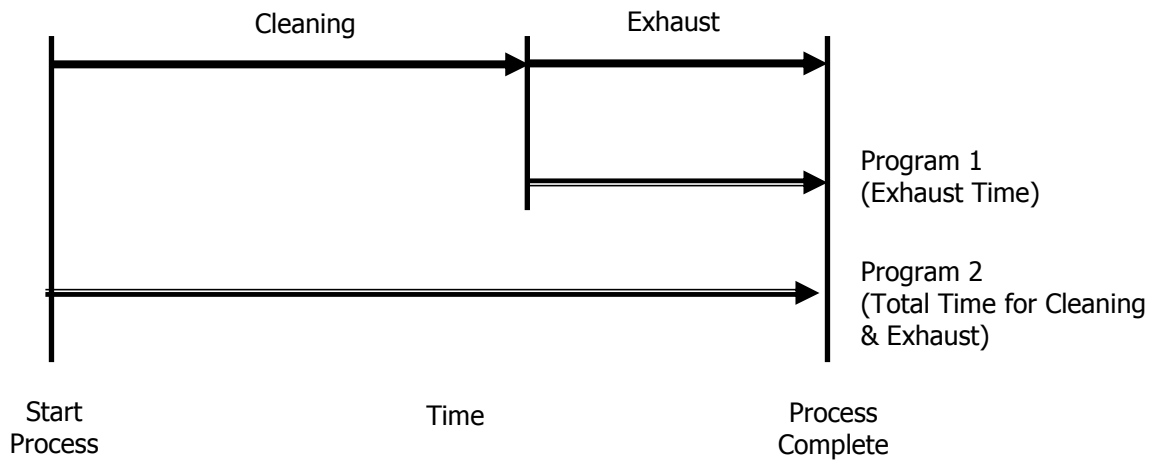 Cleaning
Exhaust
Program 1
(Exhaust Time)
Program 2
(Total Time for Cleaning
& Exhaust)
Start
Process
Time
Process
Complete